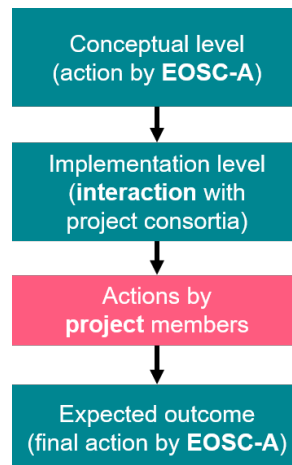 Conceptual level
(action by EOSC-A)
Implementation level
(interaction with
project consortia)
Actions by
project members
Expected outcome
(final action by EOSC-A)